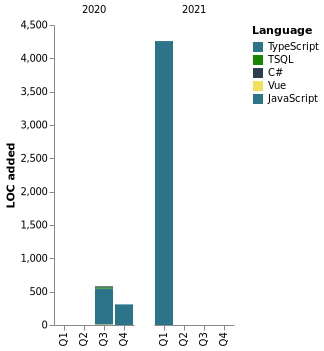 2020 2021
Language
TypeScript
TSQL
C#
Vue
JavaScript
LOC added
4,500
4,000
3,500
3,000
2,500
2,000
1,500
1,000
500
0
Q1 Q2 Q3 Q4 Q1 Q2 Q3 Q4